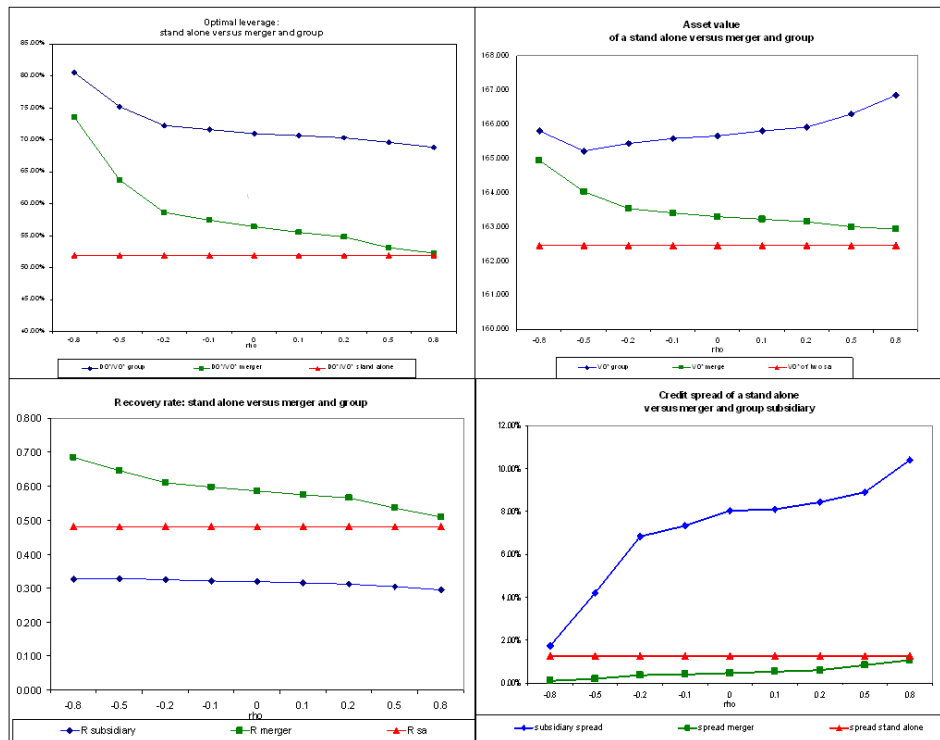 Optimal leverage:
stand alone versus merger and group
85.00%
80.00%
75.00%
70.00%
65.00%
60.00%
55.00%
50.00%
40.00%
-0.8 -0.5 -0.2 -0.1 0 0.1 0.2 0.5 0.8
rho
D0*/V0* group D0*/V0* merger D0*/V0* stand alone
Asset value
of a stand alone versus merger and group
168.000
167.000
166.000
165.000
164.000
163.000
162.000
161.000
160.000
-0.8 -0.5 -0.2 -0.1 0 0.1 0.2 0.5 0.8
rho
V0* group V0* merge V0* of two sa
Recovery rate: stand alone versus merger and group
0.800
0.700
0.600
0.500
0.400
0.300
0.200
0.100
0.000
-0.8 -0.5 -0.2 -0.1 0 0.1 0.2 0.5 0.8
rho
R subsidiary R merger R sa
Credit spread of a stand alone
versus merger and group subsidiary
12.00%
10.00%
8.00%
6.00%
4.00%
2.00%
0.00%
-0.8 -0.5 -0.2 -0.1 0 0.1 0.2 0.5 0.8
rho
subsidiary spread spread merger spread stand alone